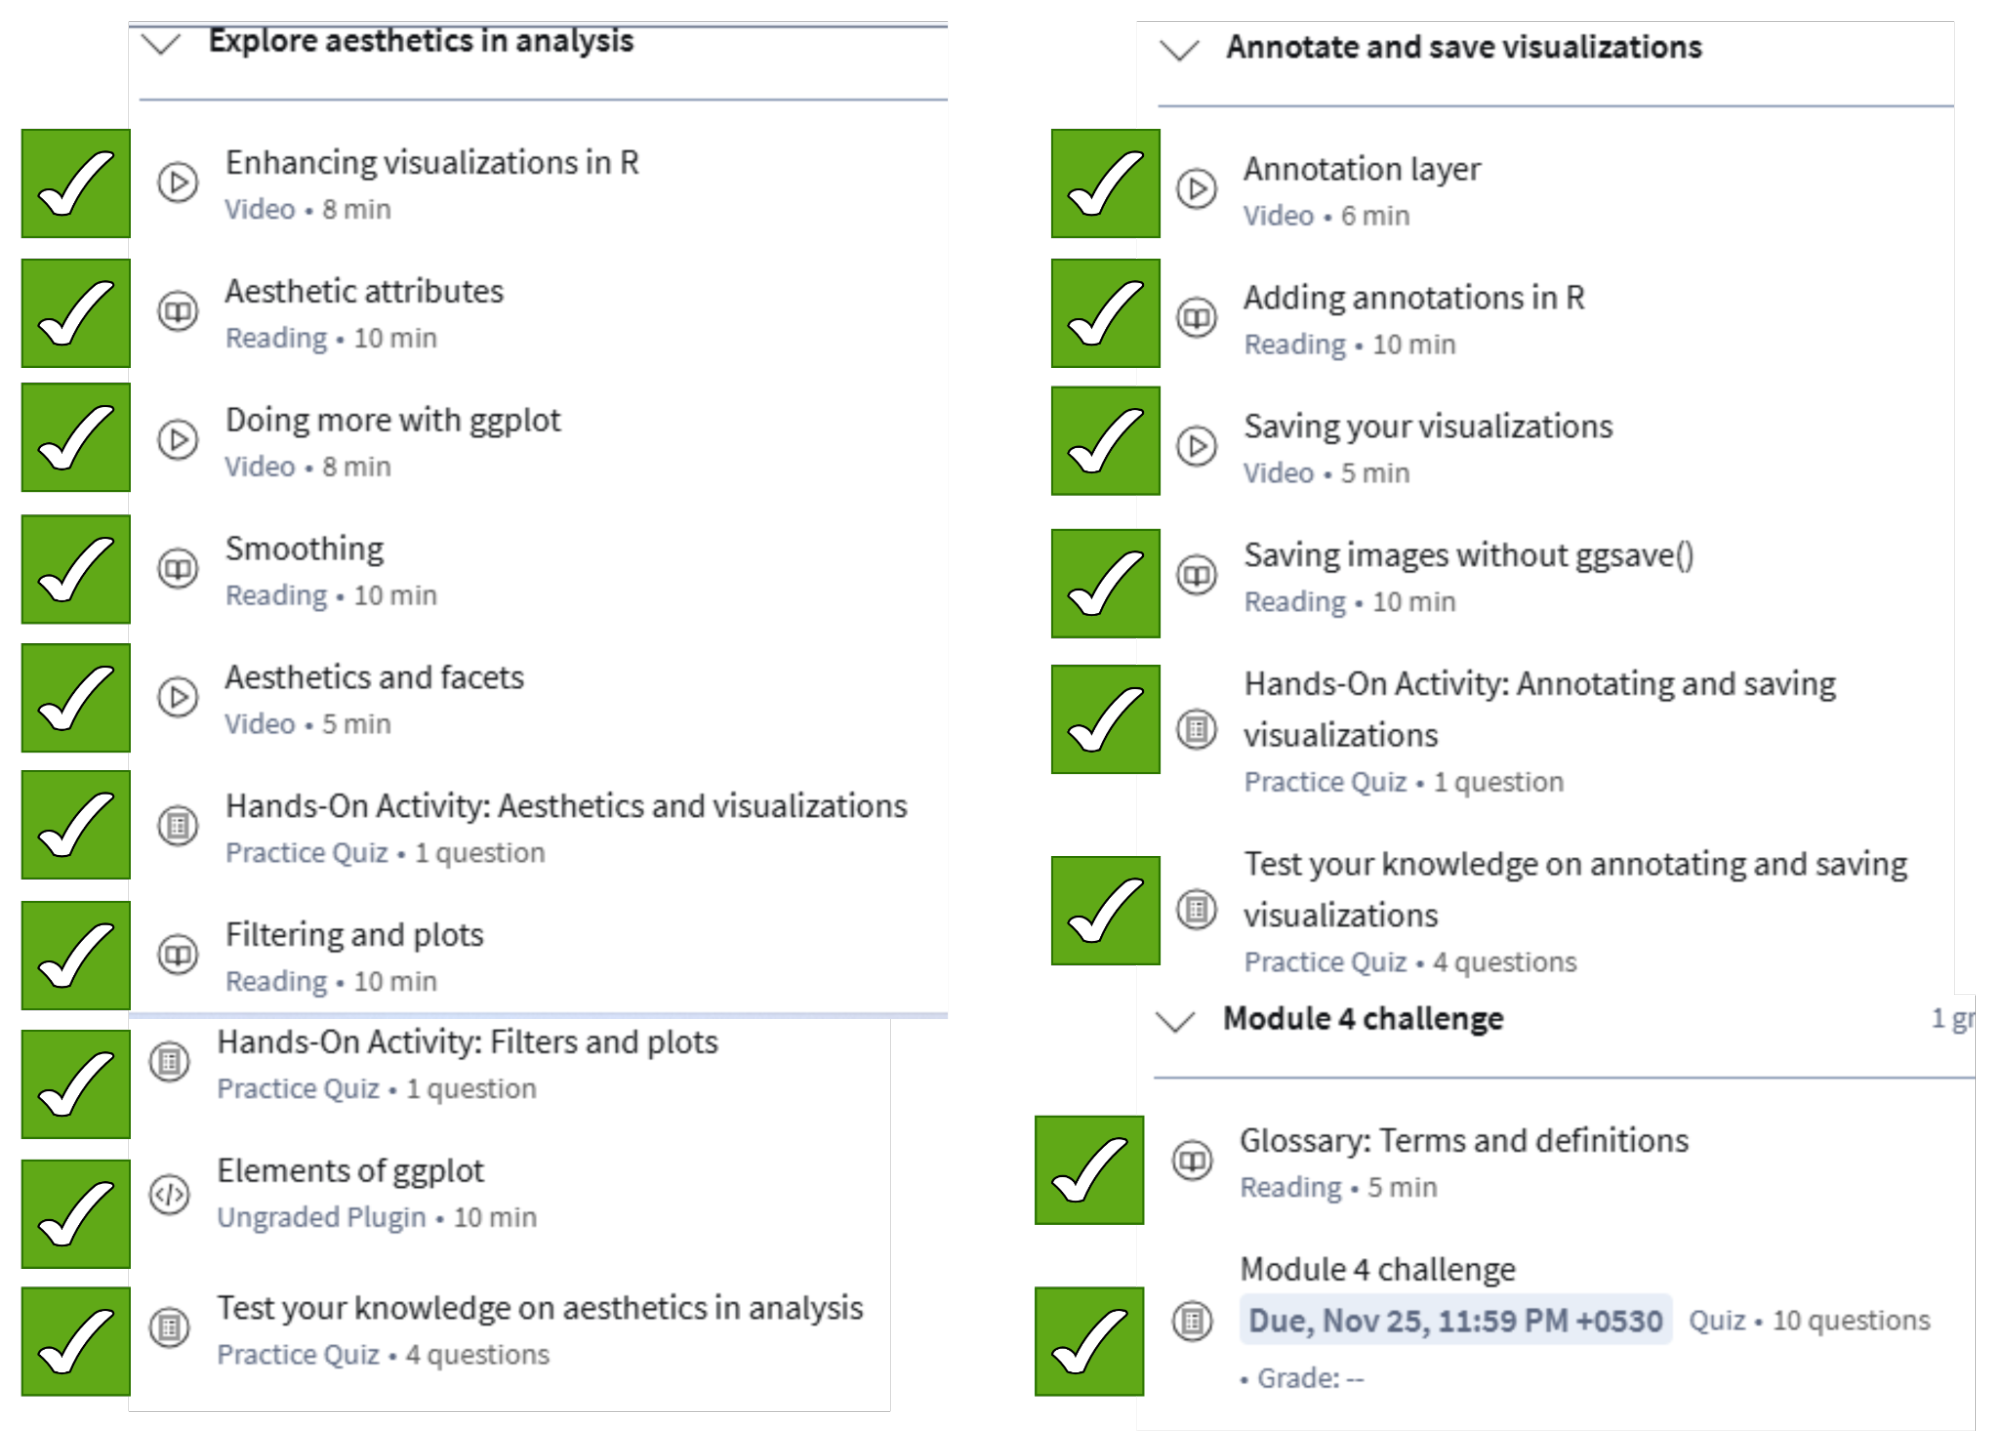 Explore aesthetics in analysis
Enhancing visualizations in R
Video • 8 min
Aesthetic attributes
Reading • 10 min
Doing more with ggplot
Video • 8 min
Smoothing
Reading • 10 min
Aesthetics and facets
Video • 5 min
Hands-On Activity: Aesthetics and visualizations
Practice Quiz • 1 question
Filtering and plots
Reading • 10 min
Hands-On Activity: Filters and plots
Practice Quiz • 1 question
Elements of ggplot
Ungraded Plugin • 10 min
Test your knowledge on aesthetics in analysis
Practice Quiz • 4 questions
Annotate and save visualizations
Annotation layer
Video • 6 min
Adding annotations in R
Reading • 10 min
Saving your visualizations
Video • 5 min
Saving images without ggsave()
Reading • 10 min
Hands-On Activity: Annotating and saving
visualizations
Practice Quiz • 1 question
Test your knowledge on annotating and saving
visualizations
Practice Quiz • 4 questions
Module 4 challenge 1 gr
Glossary: Terms and definitions
Reading • 5 min
Module 4 challenge
Due, Nov 25, 11:59 PM +0530 Quiz • 10 questions
• Grade: --